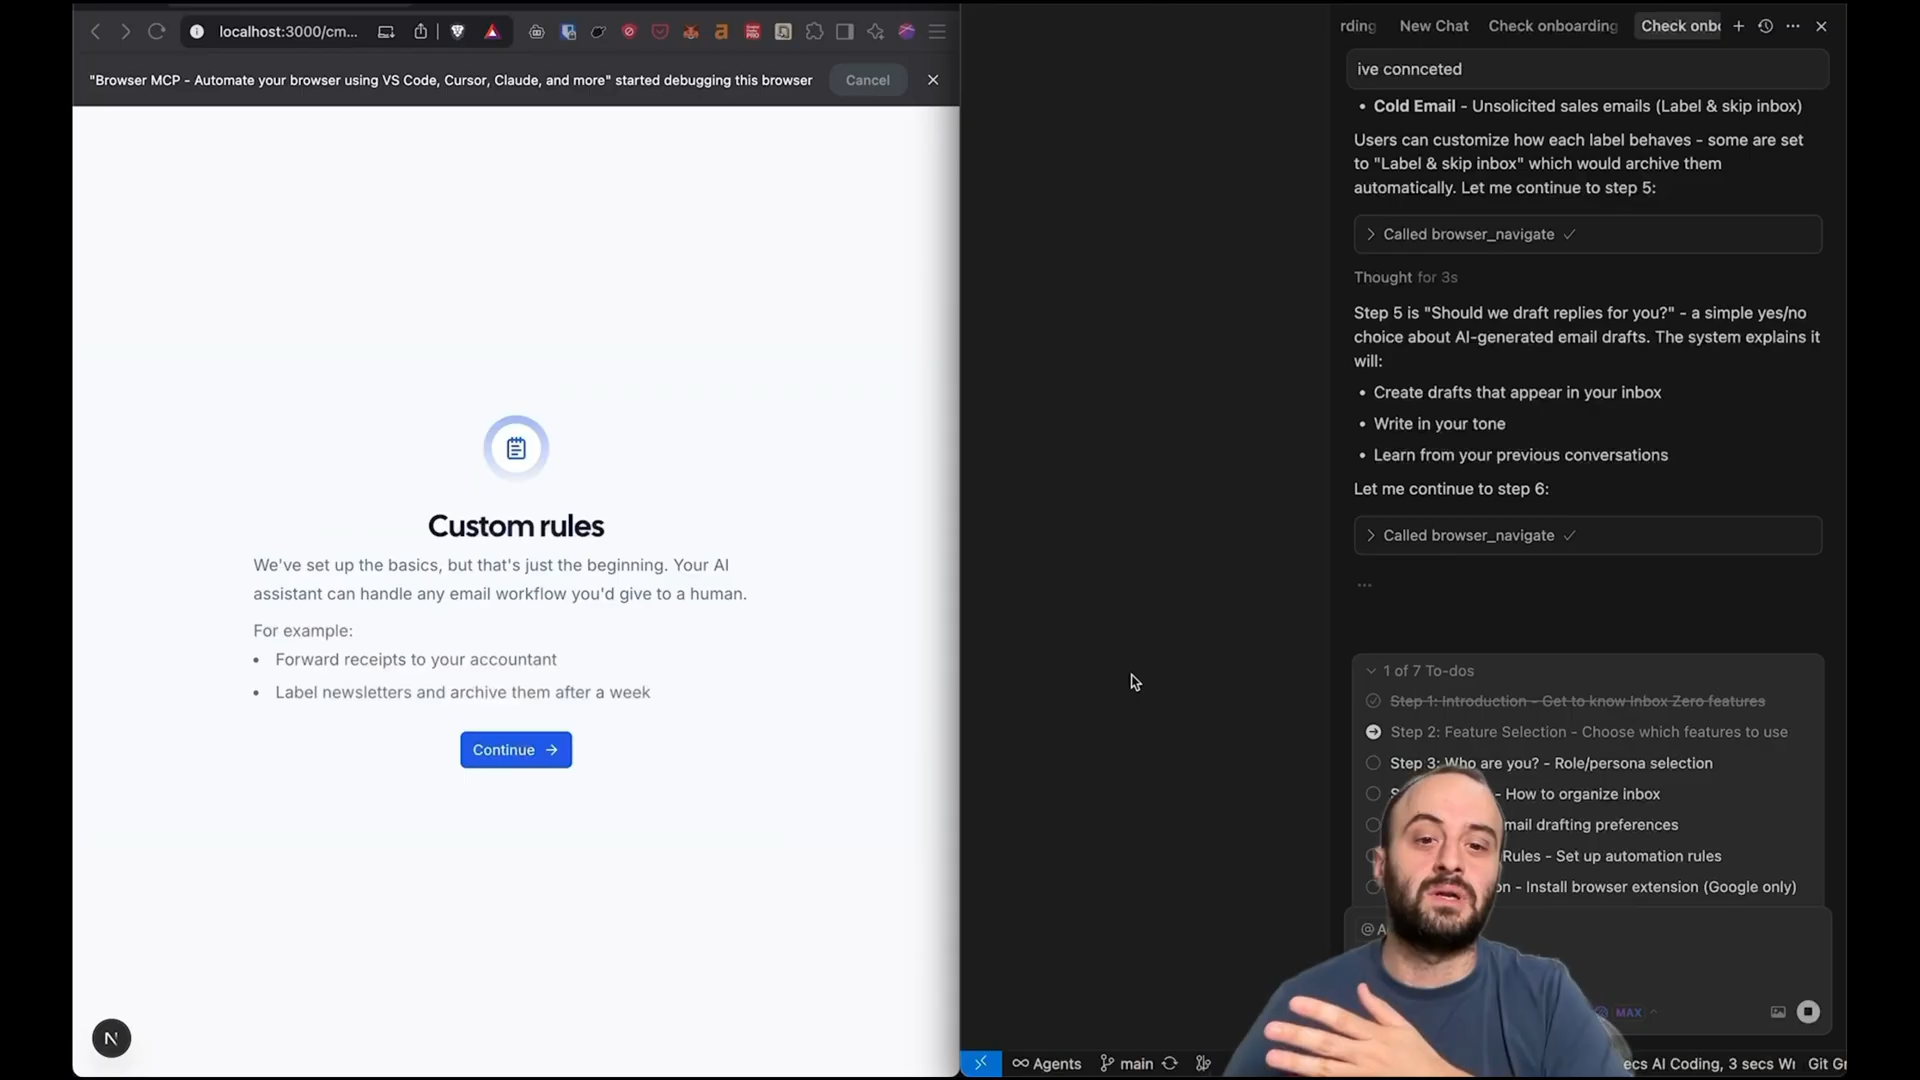 localhost:3000/cm...
"Browser MCP - Automate your browser using VS Code, Cursor, Claude, and more" started debugging this browser
Cancel
Custom rules
We've set up the basics, but that's just the beginning. Your AI
assistant can handle any email workflow you'd give to a human.
For example:
• Forward receipts to your accountant
• Label newsletters and archive them after a week
Continue →
N
rding New Chat Check onboarding Check onbo
ive connceted
• Cold Email - Unsolicited sales emails (Label & skip inbox)
Users can customize how each label behaves - some are set
to "Label & skip inbox" which would archive them
automatically. Let me continue to step 5:
Called browser_navigate ✓
Thought for 3s
Step 5 is "Should we draft replies for you?" - a simple yes/no
choice about AI-generated email drafts. The system explains it
will:
• Create drafts that appear in your inbox
• Write in your tone
• Learn from your previous conversations
Let me continue to step 6:
Called browser_navigate ✓
...
1 of 7 To-dos
Step 1: Introduction - Get to know Inbox Zero features
Step 2: Feature Selection - Choose which features to use
Step 3: Who are you? - Role/persona selection
- How to organize inbox
mail drafting preferences
Rules - Set up automation rules
on - Install browser extension (Google only)
@ A
MAX
Agents main
ecs AI Coding, 3 secs Wr Git Gr